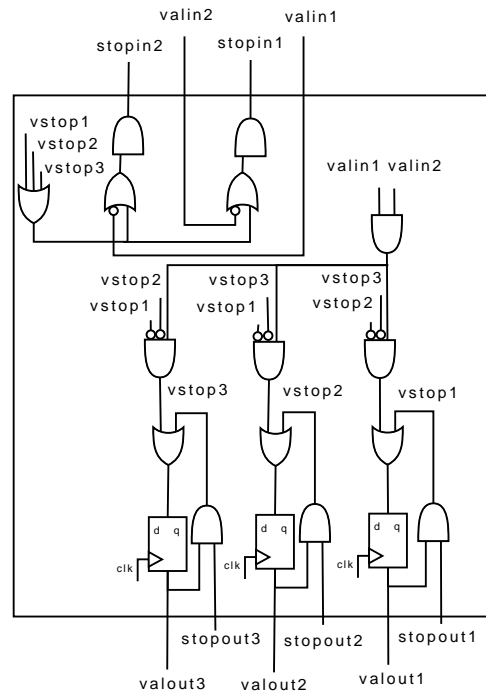 valin2
valin1
stopin2
stopin1
vstop1
vstop2
vstop3
valin1 valin2
vstop2
vstop1
vstop3
vstop1
vstop3
vstop2
vstop3
vstop2
vstop1
d q
d q
d q
clk
clk
clk
stopout3
stopout2
stopout1
valout3
valout2
valout1